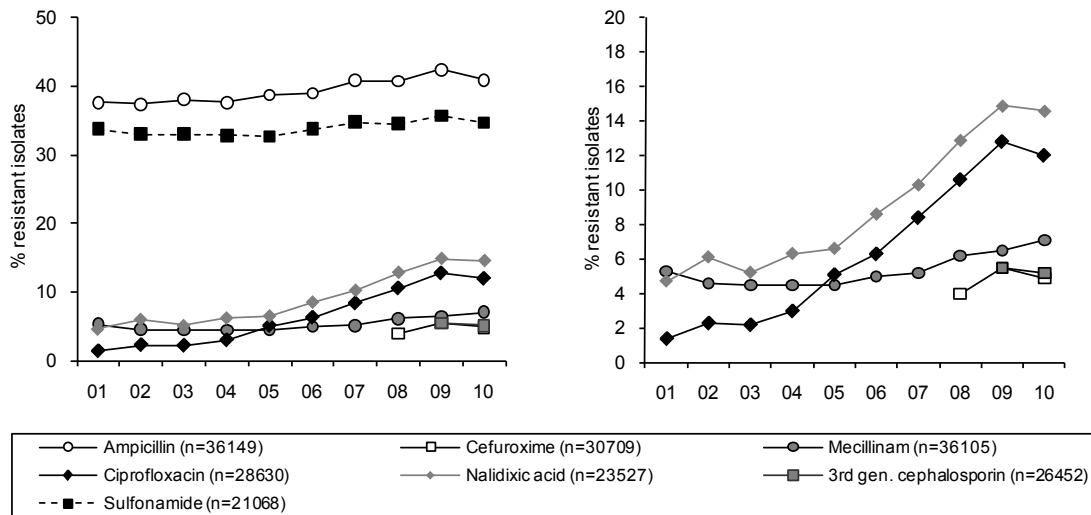 % resistant isolates
50
40
30
20
10
0
01 02 03 04 05 06 07 08 09 10
% resistant isolates
20
18
16
14
12
10
8
6
4
2
0
01 02 03 04 05 06 07 08 09 10
Ampicillin (n=36149) Cefuroxime (n=30709) Mecillinam (n=36105)
Ciprofloxacin (n=28630) Nalidixic acid (n=23527) 3rd gen. cephalosporin (n=26452)
Sulfonamide (n=21068)